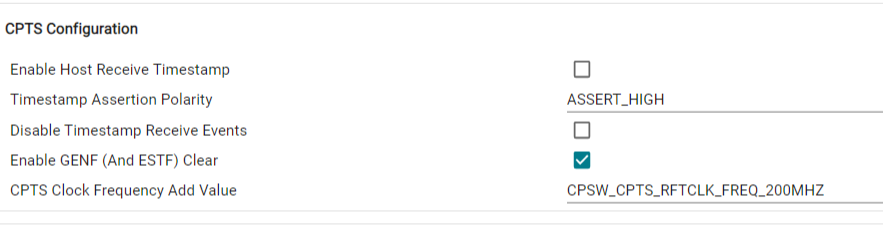 CPTS Configuration
Enable Host Receive Timestamp
Timestamp Assertion Polarity ASSERT_HIGH
Disable Timestamp Receive Events
Enable GENF (And ESTF) Clear
CPTS Clock Frequency Add Value CPSW_CPTS_RFTCLK_FREQ_200MHZ